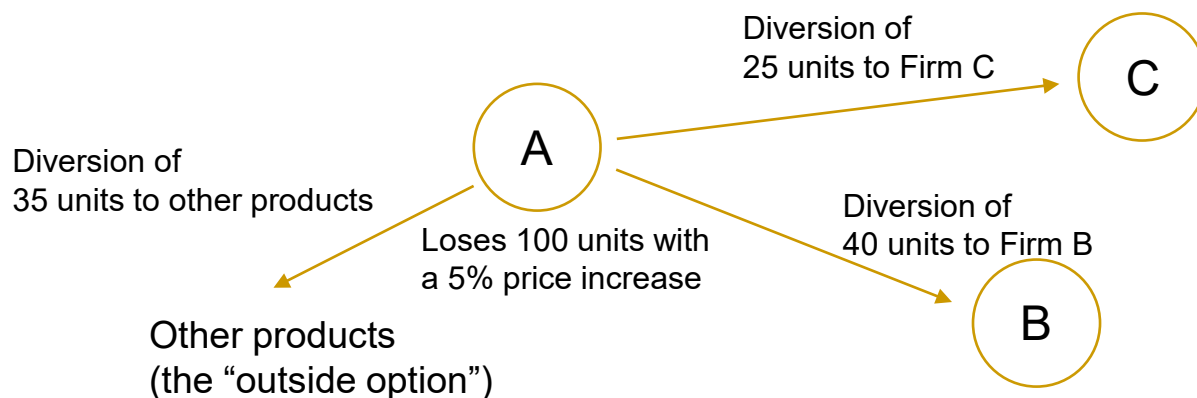 Diversion of
25 units to Firm C
C
A
Diversion of
35 units to other products
Loses 100 units with
a 5% price increase
Diversion of
40 units to Firm B
B
Other products
(the “outside option”)